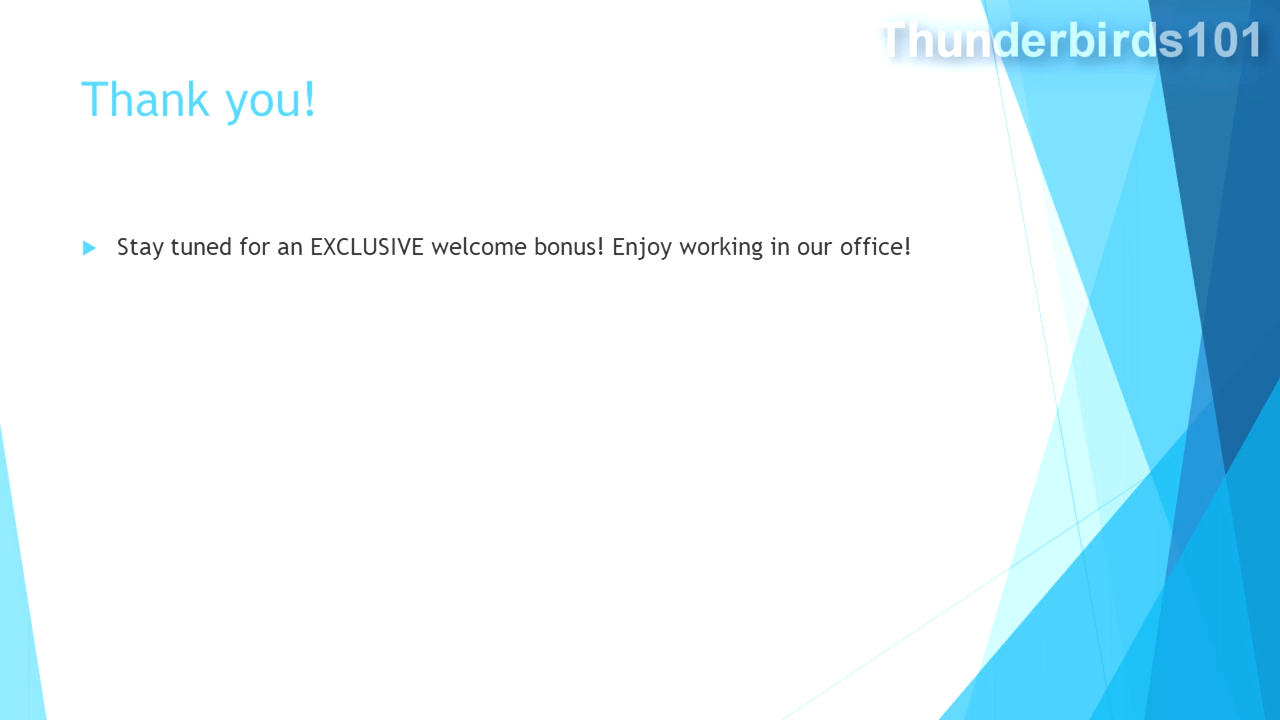 Thunderbirds101
Thank you!
Stay tuned for an EXCLUSIVE welcome bonus! Enjoy working in our office!